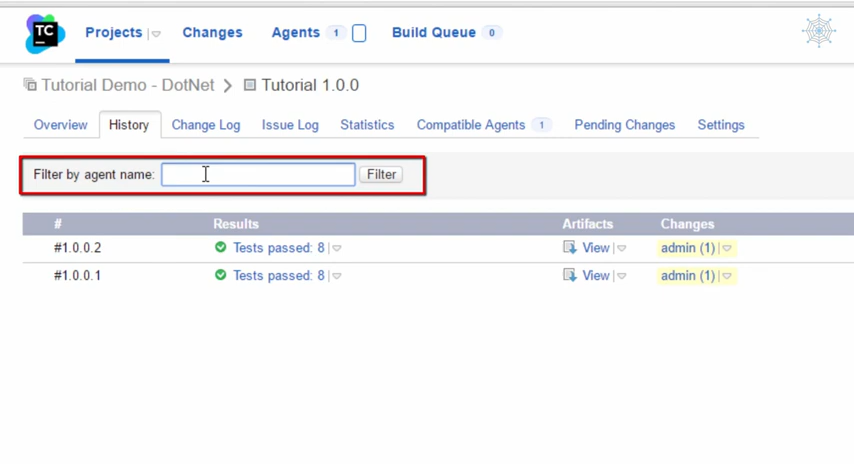 TC Projects Changes Agents 1 Build Queue 0
Tutorial Demo - DotNet Tutorial 1.0.0
Overview History Change Log Issue Log Statistics Compatible Agents 1 Pending Changes Settings
Filter by agent name: Filter
# Results Artifacts Changes
#1.0.0.2 Tests passed: 8 View admin (1)
#1.0.0.1 Tests passed: 8 View admin (1)